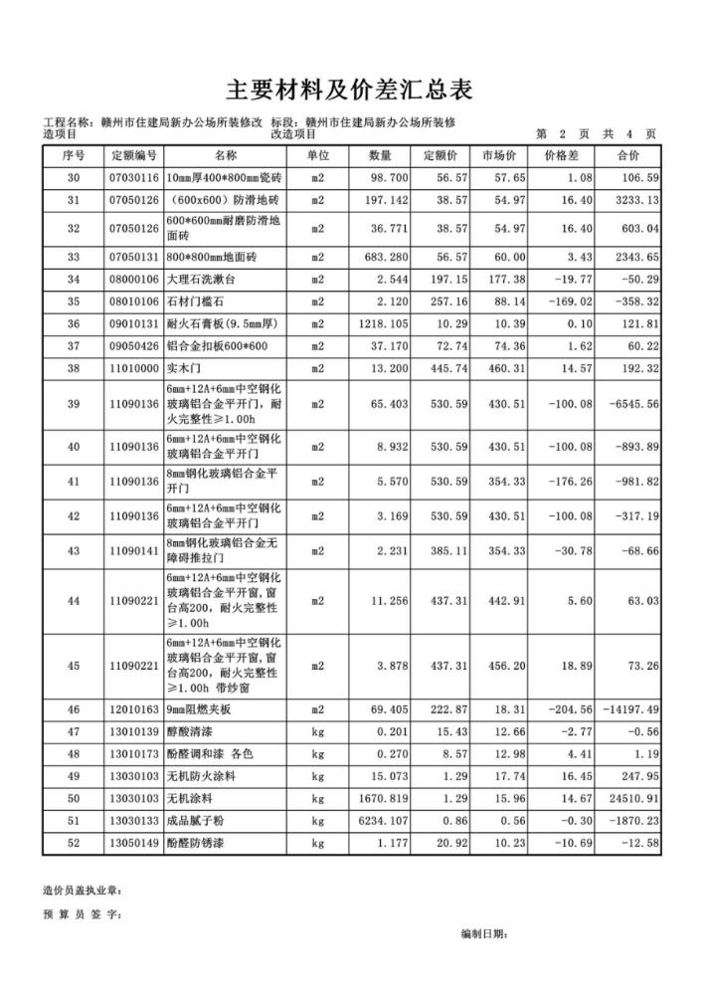 主要材料及价差汇总表
工程名称：赣州市住建局新办公场所装修改 标段：赣州市住建局新办公场所装修
造项目 改造项目 第 2 页 共 4 页
序号 定额编号 名称 单位 数量 定额价 市场价 价格差 合价
30 07030116 10mm厚400*800mm瓷砖 m2 98.700 56.57 57.65 1.08 106.59
31 07050126 （600x600）防滑地砖 m2 197.142 38.57 54.97 16.40 3233.13
32 07050126 600*600mm耐磨防滑地 m2 36.771 38.57 54.97 16.40 603.04
面砖
33 07050131 800*800mm地面砖 m2 683.280 56.57 60.00 3.43 2343.65
34 08000106 大理石洗漱台 m2 2.544 197.15 177.38 -19.77 -50.29
35 08010106 石材门槛石 m2 2.120 257.16 88.14 -169.02 -358.32
36 09010131 耐火石膏板(9.5mm厚) m2 1218.105 10.29 10.39 0.10 121.81
37 09050426 铝合金扣板600*600 m2 37.170 72.74 74.36 1.62 60.22
38 11010000 实木门 m2 13.200 445.74 460.31 14.57 192.32
6mm+12A+6mm中空钢化
39 11090136 玻璃铝合金平开门，耐 m2 65.403 530.59 430.51 -100.08 -6545.56
火完整性≥1.00h
40 11090136 6mm+12A+6mm中空钢化 m2 8.932 530.59 430.51 -100.08 -893.89
玻璃铝合金平开门
41 11090136 8mm钢化玻璃铝合金平 m2 5.570 530.59 354.33 -176.26 -981.82
开门
42 11090136 6mm+12A+6mm中空钢化 m2 3.169 530.59 430.51 -100.08 -317.19
玻璃铝合金平开门
43 11090141 8mm钢化玻璃铝合金无 m2 2.231 385.11 354.33 -30.78 -68.66
障碍推拉门
6mm+12A+6mm中空钢化
玻璃铝合金平开窗,窗
44 11090221 台高200，耐火完整性 m2 11.256 437.31 442.91 5.60 63.03
≥1.00h
6mm+12A+6mm中空钢化
玻璃铝合金平开窗,窗
45 11090221 台高200，耐火完整性 m2 3.878 437.31 456.20 18.89 73.26
≥1.00h 带纱窗
46 12010163 9mm阻燃夹板 m2 69.405 222.87 18.31 -204.56 -14197.49
47 13010139 醇酸清漆 kg 0.201 15.43 12.66 -2.77 -0.56
48 13010173 酚醛调和漆 各色 kg 0.270 8.57 12.98 4.41 1.19
49 13030103 无机防火涂料 kg 15.073 1.29 17.74 16.45 247.95
50 13030103 无机涂料 kg 1670.819 1.29 15.96 14.67 24510.91
51 13030133 成品腻子粉 kg 6234.107 0.86 0.56 -0.30 -1870.23
52 13050149 酚醛防锈漆 kg 1.177 20.92 10.23 -10.69 -12.58
造价员盖执业章：
预 算 员 签 字：
编制日期：